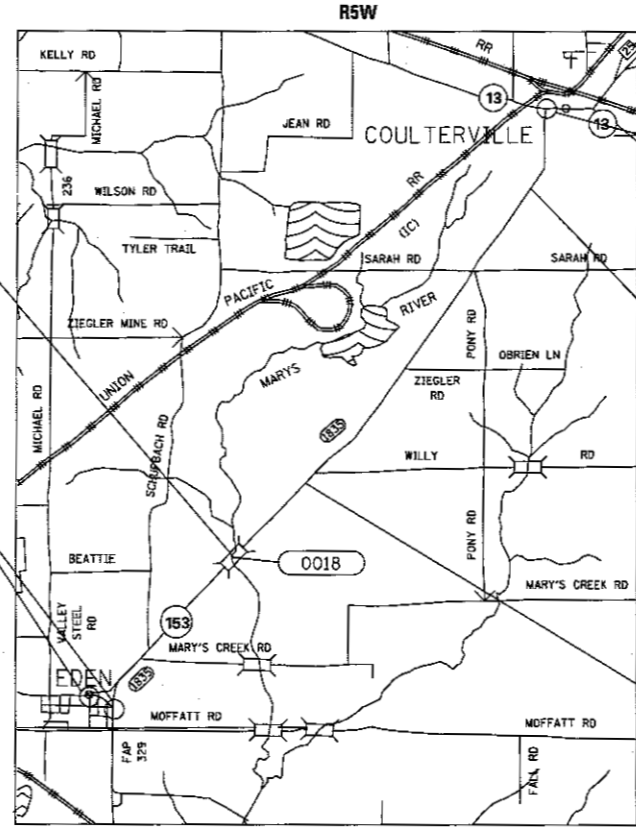 R5W
KELLY RD
RR
25
MICHAEL RD
JEAN RD
13
13
COULTERVILLE
236
WILSON RD
RR
(IC)
TYLER TRAIL
SARAH RD
SARAH RD
PACIFIC
RIVER
ZIEGLER MINE RD
PONY RD
OBRIEN LN
UNION
MARYS
ZIEGLER
RD
MICHAEL RD
1835
SCHUPBACH RD
WILLY
RD
PONY RD
BEATTIE
0018
MARY'S CREEK RD
VALLEY
STEEL
RD
153
MARY'S CREEK RD
EDEN
1835
MOFFATT RD
MOFFATT RD
FAP
329
FALL RD